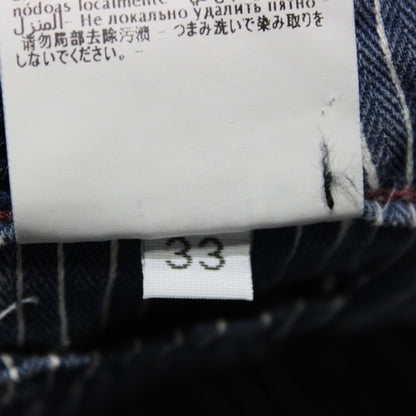 nódoas localmente
المنزل - Не локально удалить пятно
请勿局部去除污渍 - つまみ洗いで染み取りを
しないでください。
33